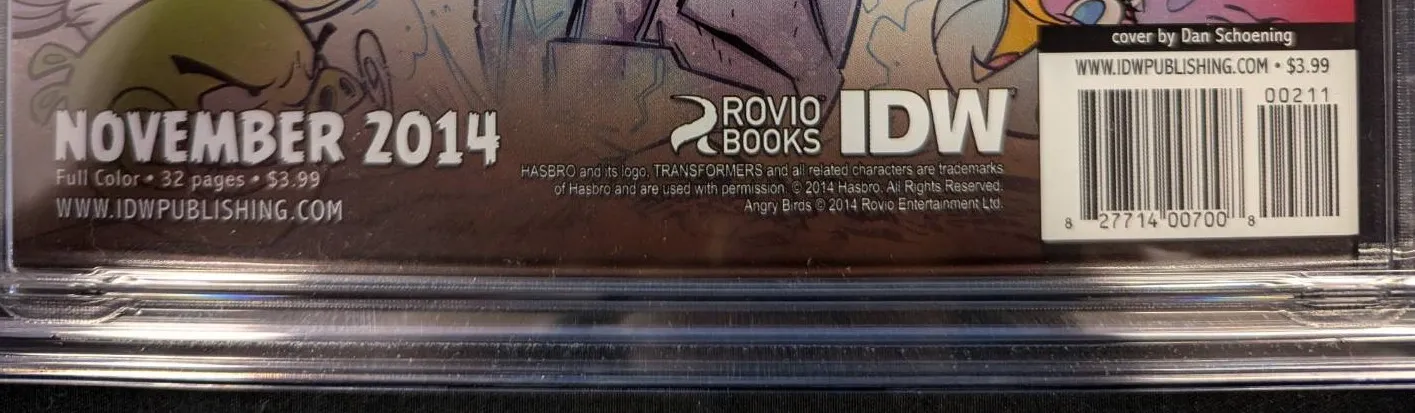 NOVEMBER 2014
Full Color • 32 pages • $3.99
WWW.IDWPUBLISHING.COM
ROVIO
BOOKS
IDW
HASBRO and its logo, TRANSFORMERS and all related characters are trademarks
of Hasbro and are used with permission. © 2014 Hasbro. All Rights Reserved.
Angry Birds © 2014 Rovio Entertainment Ltd.
cover by Dan Schoening
WWW.IDWPUBLISHING.COM • $3.99
00211
8 27714 00700 8